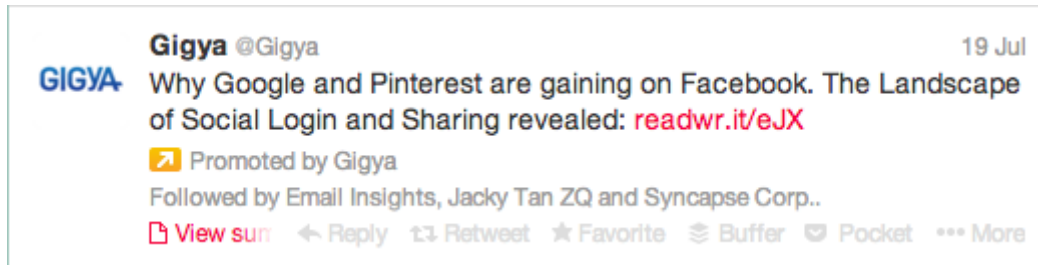 Gigya @Gigya 19 Jul
GIGYA
Why Google and Pinterest are gaining on Facebook. The Landscape
of Social Login and Sharing revealed: readwr.it/eJX
Promoted by Gigya
Followed by Email Insights, Jacky Tan ZQ and Syncapse Corp..
View sum Reply Retweet Favorite Buffer Pocket More